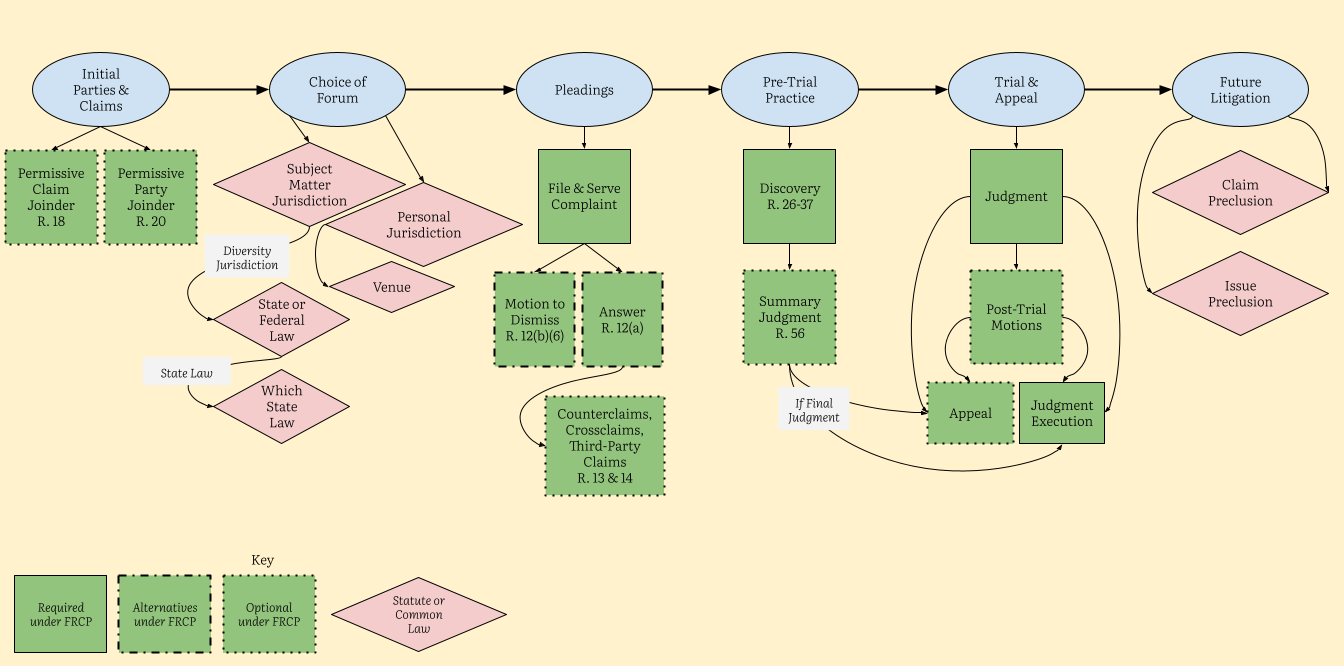 Initial
Parties &
Claims
Choice of
Forum
Pleadings
Pre-Trial
Practice
Trial &
Appeal
Future
Litigation
Permissive
Claim
Joinder
R. 18
Permissive
Party
Joinder
R. 20
Subject
Matter
Jurisdiction
Personal
Jurisdiction
Diversity
Jurisdiction
Venue
State or
Federal
Law
State Law
Which
State
Law
File & Serve
Complaint
Motion to
Dismiss
R. 12(b)(6)
Answer
R. 12(a)
Counterclaims,
Crossclaims,
Third-Party
Claims
R. 13 & 14
Discovery
R. 26-37
Summary
Judgment
R. 56
If Final
Judgment
Judgment
Post-Trial
Motions
Appeal
Judgment
Execution
Claim
Preclusion
Issue
Preclusion
Key
Required
under FRCP
Alternatives
under FRCP
Optional
under FRCP
Statute or
Common
Law